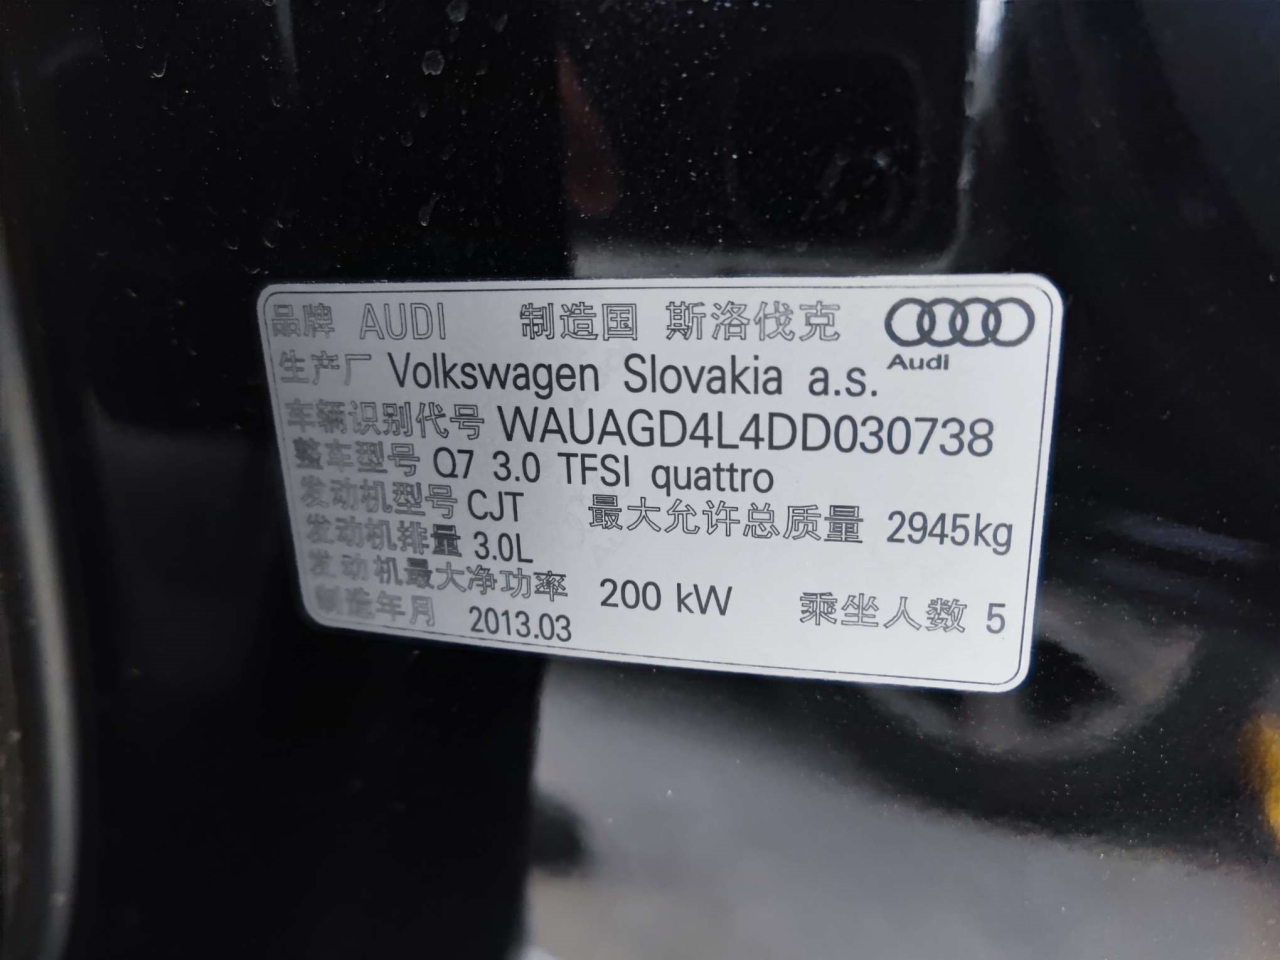 品牌 AUDI 制造国 斯洛伐克
Audi
生产厂 Volkswagen Slovakia a.s.
车辆识别代号 WAUAGD4L4DD030738
整车型号 Q7 3.0 TFSI quattro
发动机型号 CJT 最大允许总质量 2945kg
发动机排量 3.0L
发动机最大净功率 200 kW 乘坐人数 5
制造年月 2013.03